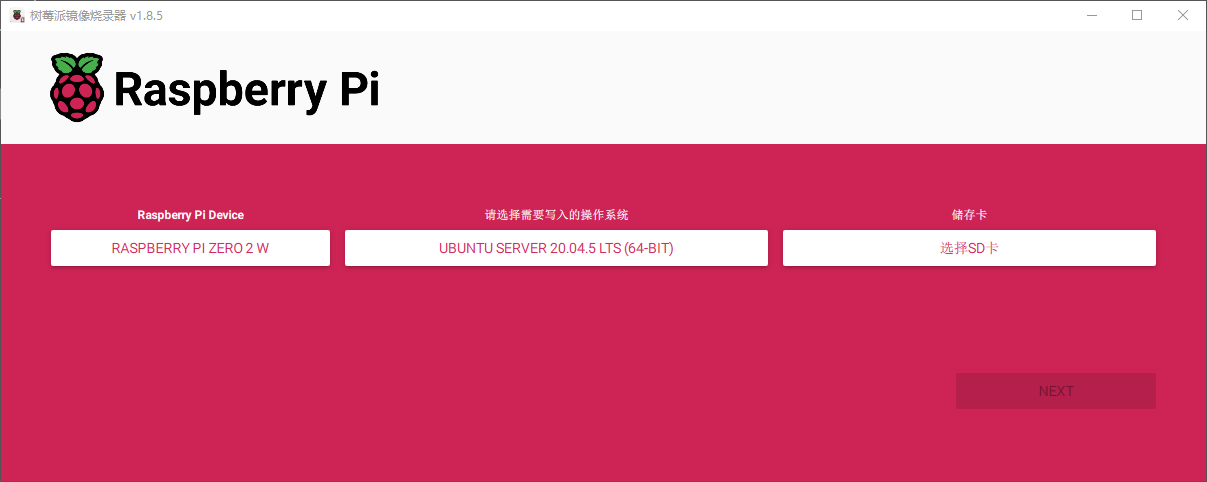 树莓派镜像烧录器 v1.8.5
Raspberry Pi
Raspberry Pi Device
请选择需要写入的操作系统
储存卡
RASPBERRY PI ZERO 2 W
UBUNTU SERVER 20.04.5 LTS (64-BIT)
选择SD卡
NEXT